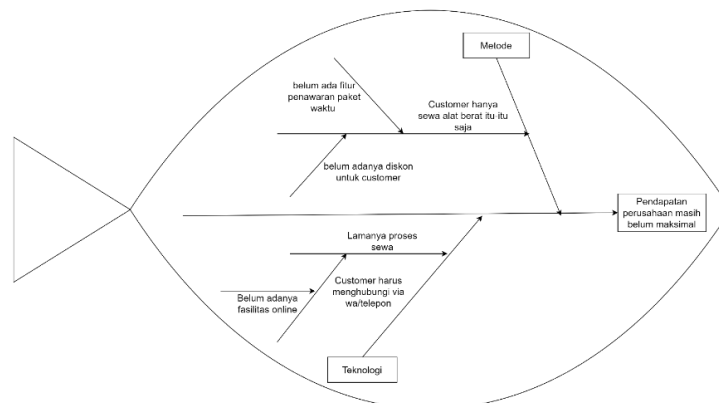 Metode
belum ada fitur
penawaran paket
waktu
Customer hanya
sewa alat berat itu itu
saja
belum adanya diskon
untuk customer
Pendapatan
perusahaan masih
belum maksimal
Lamanya proses
sewa
Customer harus
menghubungi via
wa/telepon
Belum adanya
fasilitas online
Teknologi